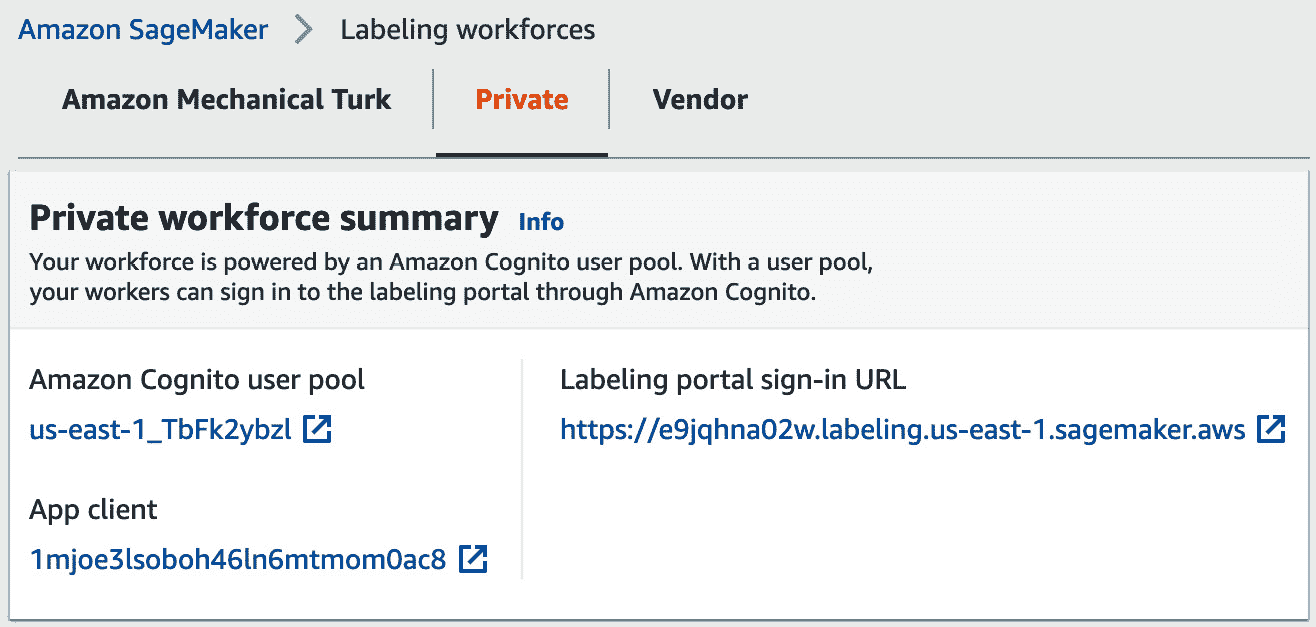 Amazon SageMaker > Labeling workforces
Amazon Mechanical Turk Private Vendor
Private workforce summary Info
Your workforce is powered by an Amazon Cognito user pool. With a user pool,
your workers can sign in to the labeling portal through Amazon Cognito.
Amazon Cognito user pool
us-east-1_TbFk2ybzl
App client
1mjoe3lsoboh46ln6mtmom0ac8
Labeling portal sign-in URL
https://e9jqhna02w.labeling.us-east-1.sagemaker.aws